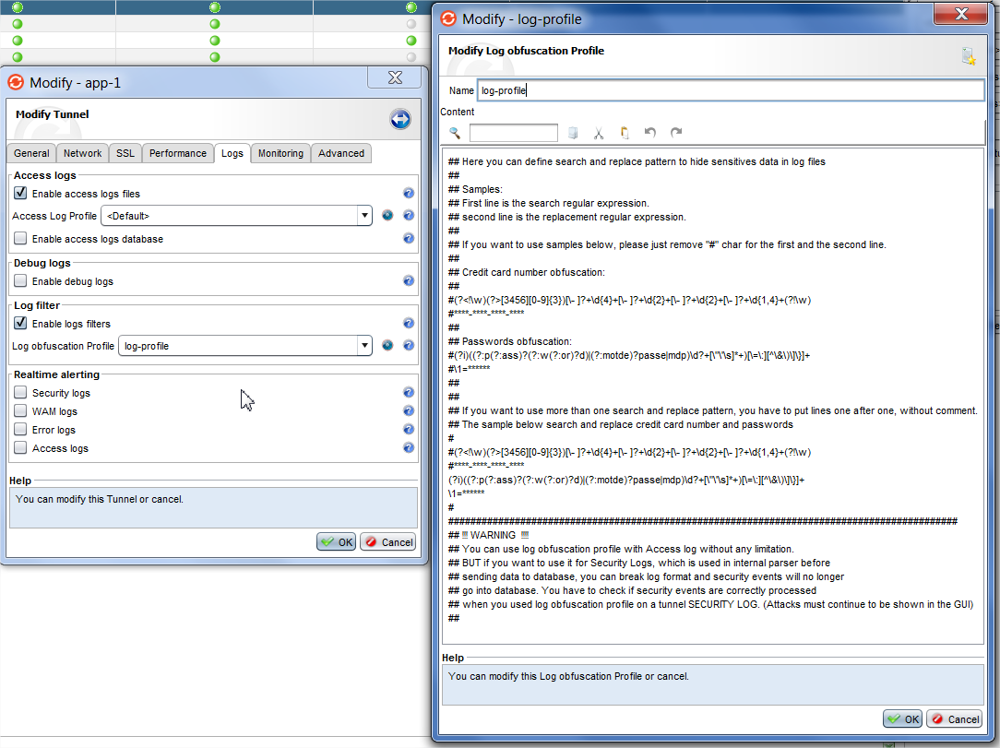 Modify - app-1
Modify Tunnel
General Network SSL Performance Logs Monitoring Advanced
Access logs
Enable access logs files
Access Log Profile <Default>
Enable access logs database
Debug logs
Enable debug logs
Log filter
Enable logs filters
Log obfuscation Profile log-profile
Realtime alerting
Security logs
WAM logs
Error logs
Access logs
Help
You can modify this Tunnel or cancel.
OK Cancel
Modify - log-profile
Modify Log obfuscation Profile
Name log-profile
Content
## Here you can define search and replace pattern to hide sensitives data in log files
##
## Samples:
## First line is the search regular expression.
## second line is the replacement regular expression.
##
## If you want to use samples below, please just remove "#" char for the first and the second line.
##
## Credit card number obfuscation:
##
#(?<!\w)(?>[3456][0-9]{3})[\- ]?+\d{4}+[\- ]?+\d{2}+[\- ]?+\d{2}+[\- ]?+\d{1,4}+(?!\w)
#****-****-****-****
##
## Passwords obfuscation:
#(?i)((?:p(?:ass)?(?:w(?:or)?d)|(?:motde)?passe|mdp)\d?+[\"\'\s]*+)[\=\:][^\&\)\]\}]+
#\1=******
##
##
## If you want to use more than one search and replace pattern, you have to put lines one after one, without comment.
## The sample below search and replace credit card number and passwords
#
#(?<!\w)(?>[3456][0-9]{3})[\- ]?+\d{4}+[\- ]?+\d{2}+[\- ]?+\d{2}+[\- ]?+\d{1,4}+(?!\w)
#****-****-****-****
(?i)((?:p(?:ass)?(?:w(?:or)?d)|(?:motde)?passe|mdp)\d?+[\"\'\s]*+)[\=\:][^\&\)\]\}]+
\1=******
#
############################################################################################
## !!! WARNING !!!!
## You can use log obfuscation profile with Access log without any limitation.
## BUT if you want to use it for Security Logs, which is used in internal parser before
## sending data to database, you can break log format and security events will no longer
## go into database. You have to check if security events are correctly processed
## when you used log obfuscation profile on a tunnel SECURITY LOG. (Attacks must continue to be shown in the GUI)
##
Help
You can modify this Log obfuscation Profile or cancel.
OK Cancel